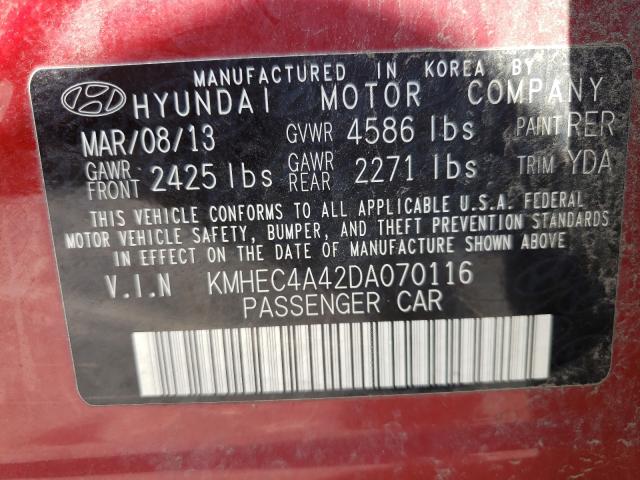 MANUFACTURED IN KOREA BY
HYUNDAI MOTOR COMPANY
MAR/08/13 GVWR 4586 lbs PAINT RER
GAWR FRONT 2425 lbs GAWR REAR 2271 lbs TRIM YDA
THIS VEHICLE CONFORMS TO ALL APPLICABLE U.S.A. FEDERAL
MOTOR VEHICLE SAFETY, BUMPER, AND THEFT PREVENTION STANDARDS
IN EFFECT ON THE DATE OF MANUFACTURE SHOWN ABOVE
V.I.N KMHEC4A42DA070116
PASSENGER CAR